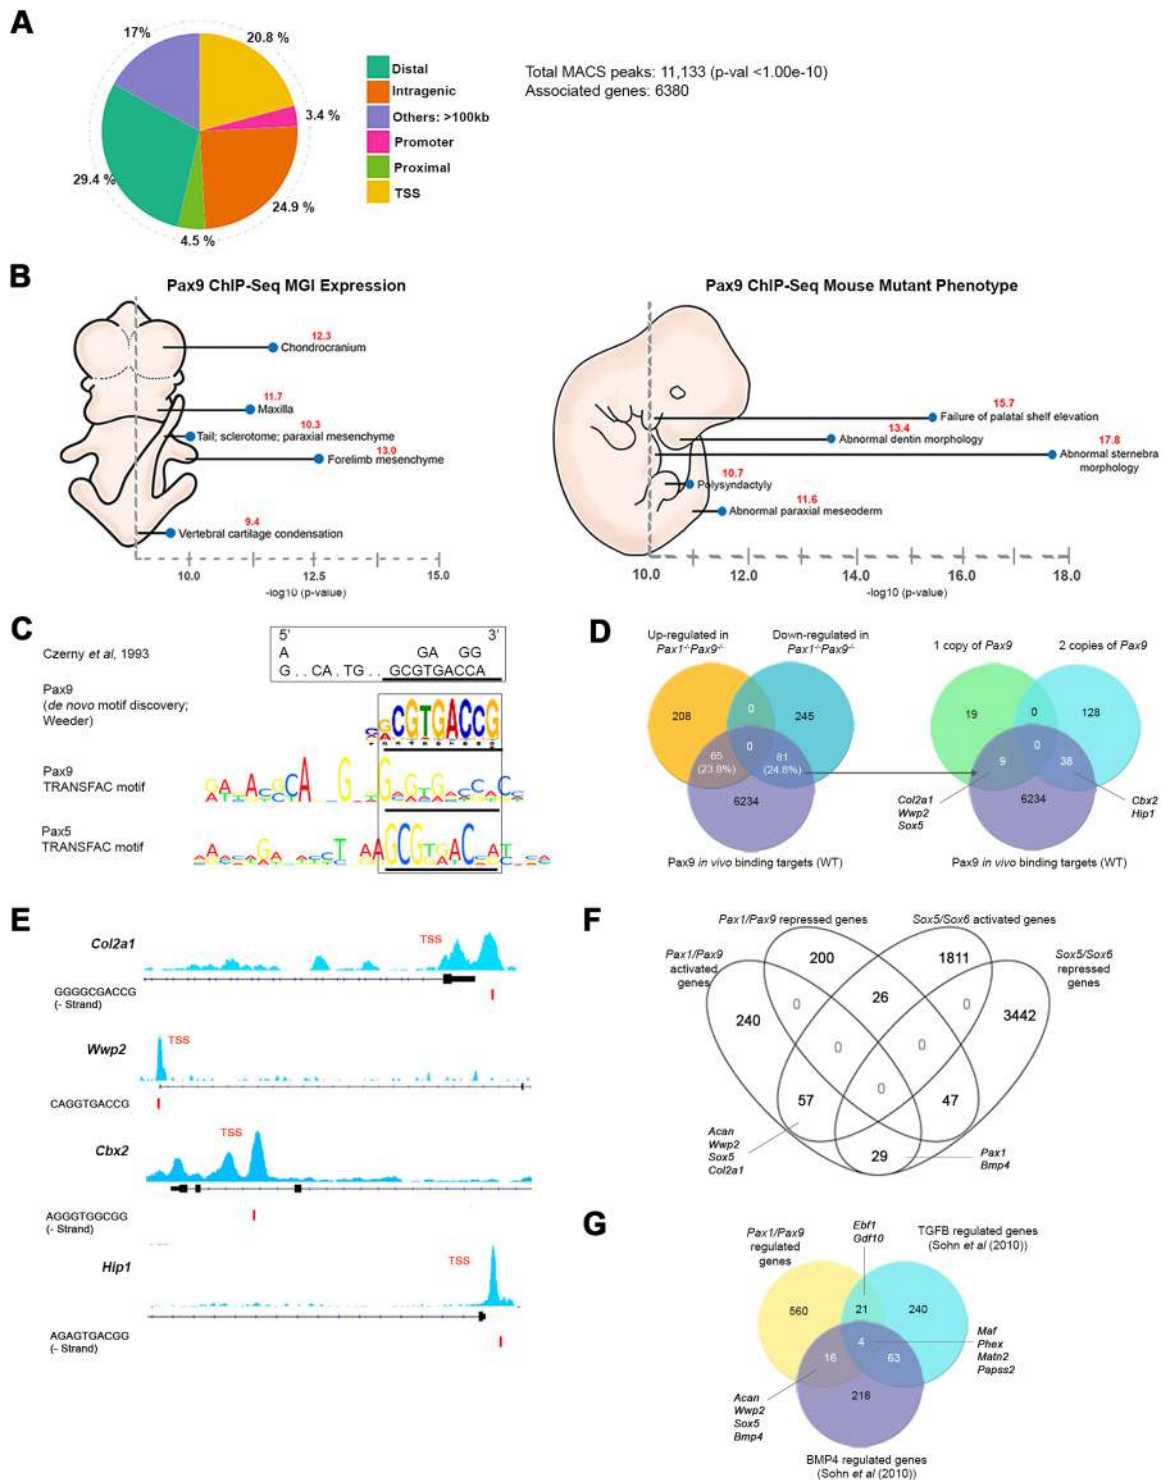 A
17%
20.8 %
3.4 %
29.4 %
24.9 %
4.5 %
Distal
Intragenic
Others: >100kb
Promoter
Proximal
TSS
Total MACS peaks: 11,133 (p-val <1.00e-10)
Associated genes: 6380
B
Pax9 ChIP-Seq MGI Expression
12.3
Chondrocranium
11.7
Maxilla
10.3
Tail; sclerotome; paraxial mesenchyme
13.0
Forelimb mesenchyme
9.4
Vertebral cartilage condensation
10.0 12.5 15.0
-log10 (p-value)
Pax9 ChIP-Seq Mouse Mutant Phenotype
15.7
Failure of palatal shelf elevation
13.4
Abnormal dentin morphology
17.8
Abnormal sternebra
morphology
10.7
Polysyndactyly
11.6
Abnormal paraxial meseoderm
10.0 12.0 14.0 16.0 18.0
-log10 (p-value)
C
Czerny et al, 1993
5' 3'
A GA GG
G . . CA . TG . . GCGTGACCA
Pax9
(de novo motif discovery;
Weeder)
CGTGACCG
Pax9
TRANSFAC motif
Pax5
TRANSFAC motif
D
Up-regulated in
Pax1-/-Pax9-/-
Down-regulated in
Pax1-/-Pax9-/-
208
0
245
65
(23.8%)
0
81
(24.8%)
6234
Pax9 in vivo binding targets (WT)
1 copy of Pax9
2 copies of Pax9
19
0
128
9
0
38
6234
Col2a1
Wwp2
Sox5
Cbx2
Hip1
Pax9 in vivo binding targets (WT)
E
Col2a1
TSS
GGGGCGACCG
(- Strand)
Wwp2
TSS
CAGGTGACCG
Cbx2
TSS
AGGGTGGCGG
(- Strand)
Hip1
TSS
AGAGTGACGG
(- Strand)
F
Pax1/Pax9 repressed genes
Sox5/Sox6 activated genes
Pax1/Pax9
activated
genes
Sox5/Sox6
repressed
genes
200
1811
240
0
26
0
3442
0
0
0
57
47
29
Acan
Wwp2
Sox5
Col2a1
Pax1
Bmp4
G
Pax1/Pax9
regulated
genes
Ebf1
Gdf10
TGFB regulated genes
(Sohn et al (2010))
560
21
240
4
16
63
218
Maf
Phex
Matn2
Papss2
Acan
Wwp2
Sox5
Bmp4
BMP4 regulated genes
(Sohn et al (2010))